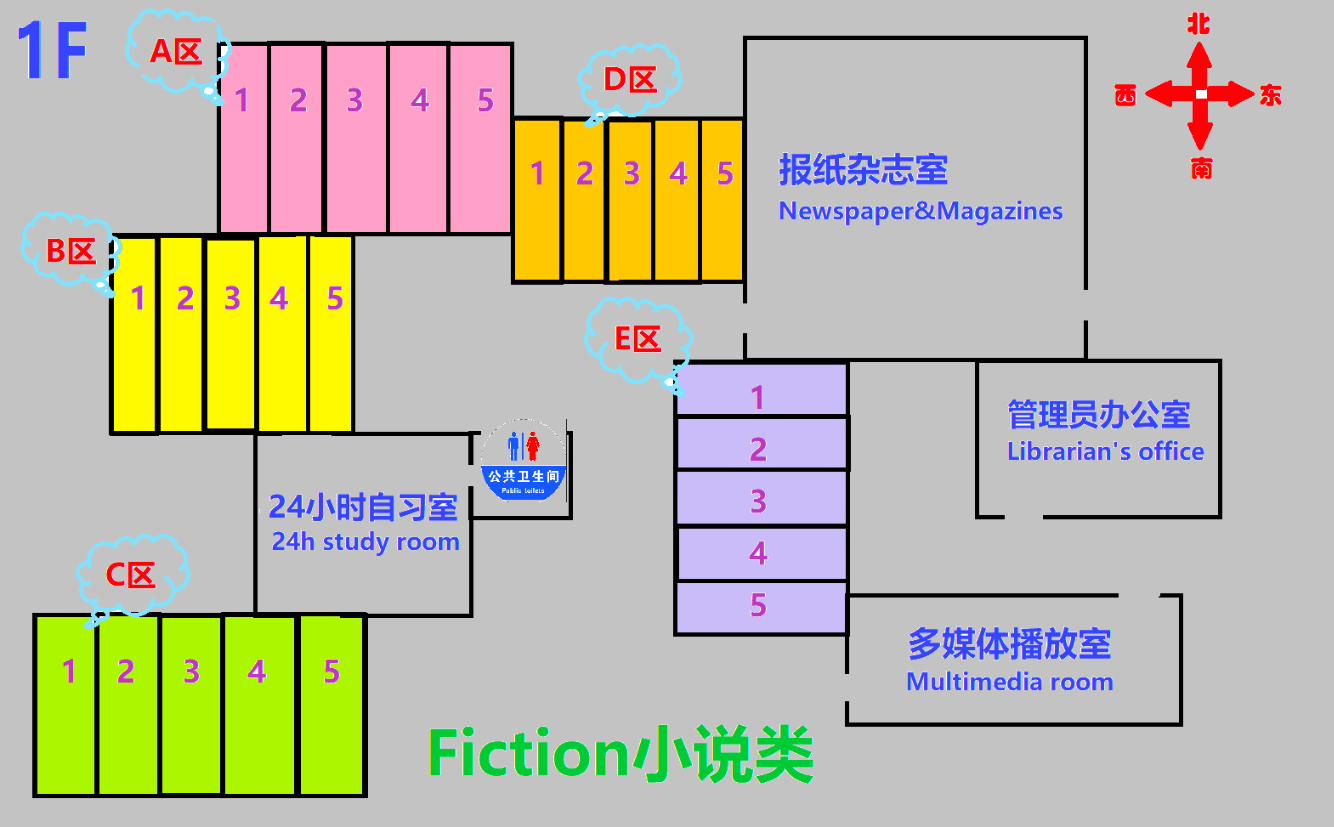 1F
A区
1 2 3 4 5
D区
1 2 3 4 5
北
西 东
南
报纸杂志室
Newspaper&Magazines
B区
1 2 3 4 5
E区
1
2
3
4
5
管理员办公室
Librarian's office
公共卫生间
Public toilets
24小时自习室
24h study room
C区
1 2 3 4 5
多媒体播放室
Multimedia room
Fiction小说类